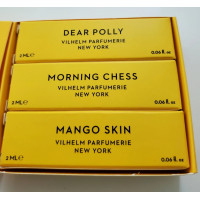 DEAR POLLY
VILHELM PARFUMERIE
NEW YORK
2 ML℮ 0.06 fl. oz
MORNING CHESS
VILHELM PARFUMERIE
NEW YORK
2 ML℮ 0.06 fl. oz
MANGO SKIN
VILHELM PARFUMERIE
NEW YORK
2 ML℮ 0.06 fl. oz